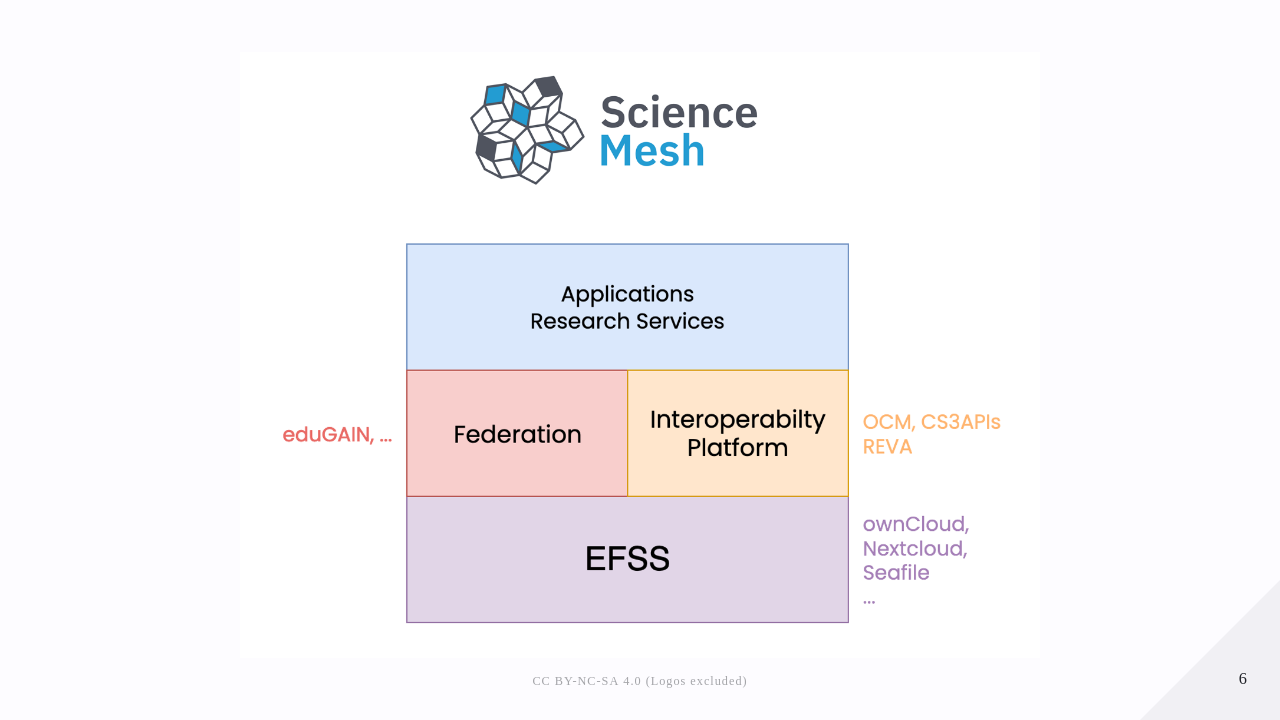 Science
Mesh
Applications
Research Services
eduGAIN, ...
Federation
Interoperabilty
Platform
OCM, CS3APIs
REVA
EFSS
ownCloud,
Nextcloud,
Seafile
...
CC BY-NC-SA 4.0 (Logos excluded)
6